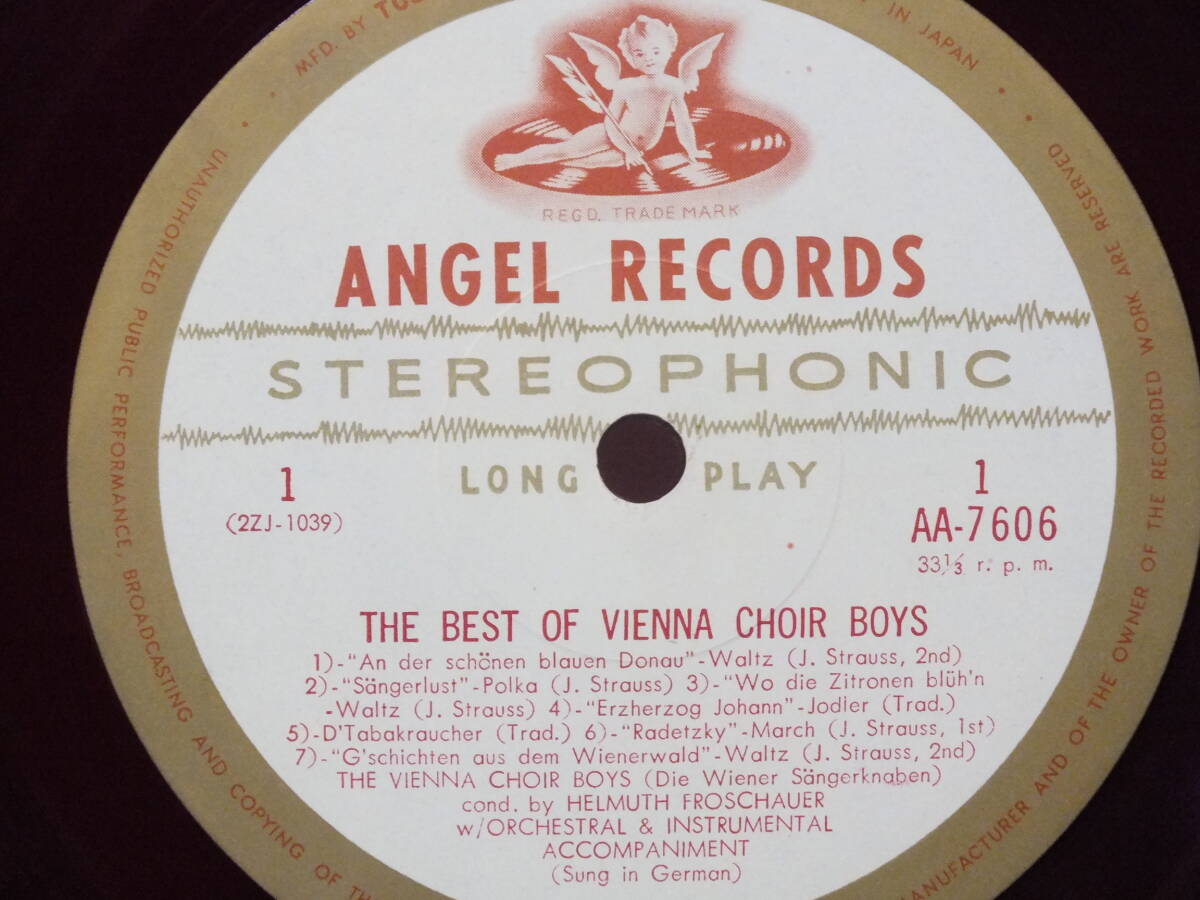 MFD. BY
IN JAPAN
REGD. TRADE MARK
ANGEL RECORDS
STEREOPHONIC
LONG PLAY
1
(2ZJ-1039)
1
AA-7606
33⅓ r. p. m.
THE BEST OF VIENNA CHOIR BOYS
1)-"An der schönen blauen Donau"-Waltz (J. Strauss, 2nd)
2)-"Sängerlust"-Polka (J. Strauss) 3)-"Wo die Zitronen blüh'n
-Waltz (J. Strauss) 4)-"Erzherzog Johann"-Jodler (Trad.)
5)-D'Tabakraucher (Trad.) 6)-"Radetzky"-March (J. Strauss, 1st)
7)-"G'schichten aus dem Wienerwald"-Waltz (J. Strauss, 2nd)
THE VIENNA CHOIR BOYS (Die Wiener Sängerknaben)
cond. by HELMUTH FROSCHAUER
w/ORCHESTRAL & INSTRUMENTAL
ACCOMPANIMENT
(Sung in German)
UNAUTHORIZED PUBLIC PERFORMANCE, BROADCASTING AND COPYING OF
MANUFACTURER AND OF THE OWNER OF THE RECORDED WORK ARE RESERVED